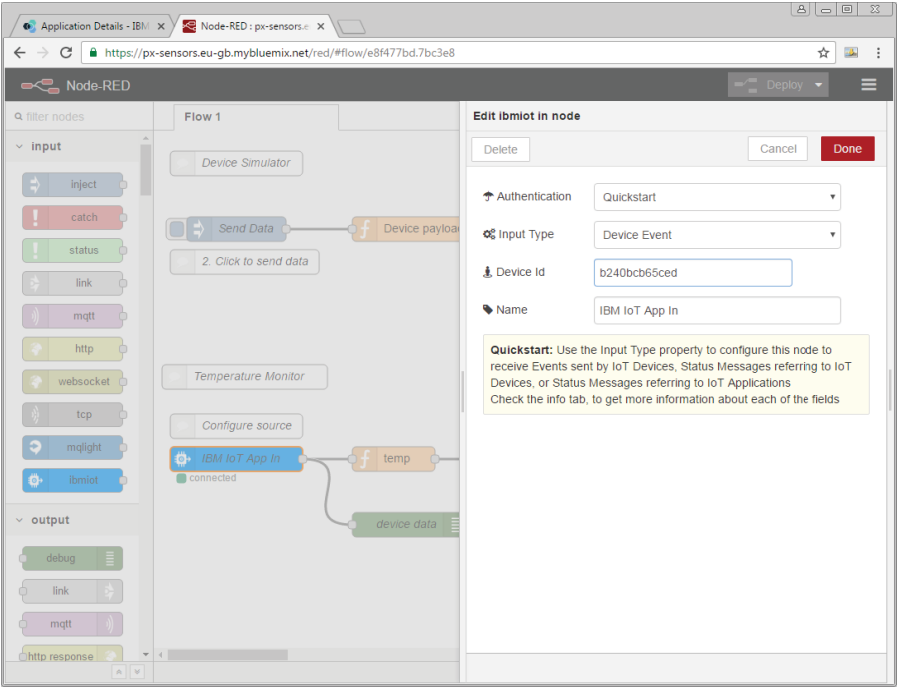 Application Details - IBM
Node-RED : px-sensors.e
https://px-sensors.eu-gb.mybluemix.net/red/#flow/e8f477bd.7bc3e8
Node-RED
Deploy
filter nodes
Flow 1
Edit ibmiot in node
Delete
Cancel
Done
input
inject
catch
status
link
mqtt
http
websocket
tcp
mqlight
ibmiot
output
debug
link
mqtt
http response
Device Simulator
Send Data
Device payloa
2. Click to send data
Temperature Monitor
Configure source
IBM IoT App In
temp
connected
device data
Authentication
Quickstart
Input Type
Device Event
Device Id
b240bcb65ced
Name
IBM IoT App In
Quickstart: Use the Input Type property to configure this node to
receive Events sent by IoT Devices, Status Messages referring to IoT
Devices, or Status Messages referring to IoT Applications
Check the info tab, to get more information about each of the fields